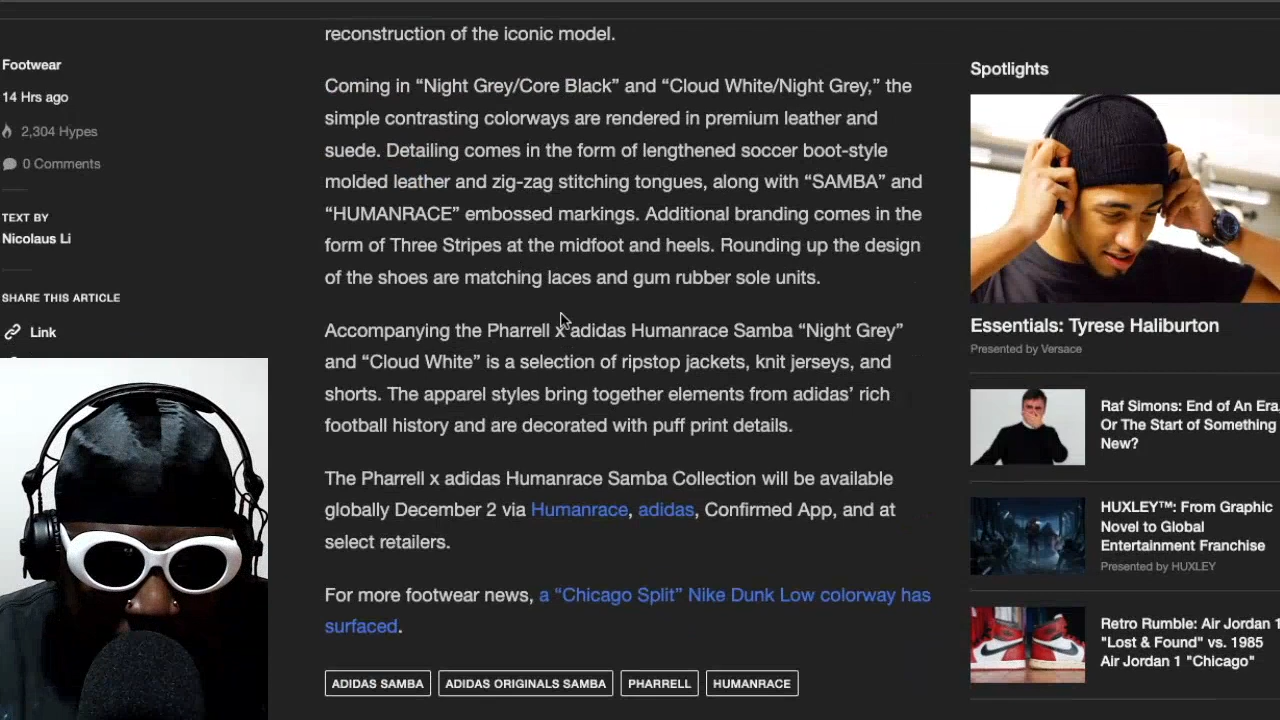 reconstruction of the iconic model.
Footwear
14 Hrs ago
2,304 Hypes
0 Comments
TEXT BY
Nicolaus Li
SHARE THIS ARTICLE
Link
Coming in “Night Grey/Core Black” and “Cloud White/Night Grey,” the
simple contrasting colorways are rendered in premium leather and
suede. Detailing comes in the form of lengthened soccer boot-style
molded leather and zig-zag stitching tongues, along with “SAMBA” and
“HUMANRACE” embossed markings. Additional branding comes in the
form of Three Stripes at the midfoot and heels. Rounding up the design
of the shoes are matching laces and gum rubber sole units.
Accompanying the Pharrell x adidas Humanrace Samba “Night Grey”
and “Cloud White” is a selection of ripstop jackets, knit jerseys, and
shorts. The apparel styles bring together elements from adidas’ rich
football history and are decorated with puff print details.
The Pharrell x adidas Humanrace Samba Collection will be available
globally December 2 via Humanrace, adidas, Confirmed App, and at
select retailers.
For more footwear news, a “Chicago Split” Nike Dunk Low colorway has
surfaced.
ADIDAS SAMBA
ADIDAS ORIGINALS SAMBA
PHARRELL
HUMANRACE
Spotlights
Essentials: Tyrese Haliburton
Presented by Versace
Raf Simons: End of An Era,
Or The Start of Something
New?
HUXLEY™: From Graphic
Novel to Global
Entertainment Franchise
Presented by HUXLEY
Retro Rumble: Air Jordan 1
"Lost & Found" vs. 1985
Air Jordan 1 "Chicago"